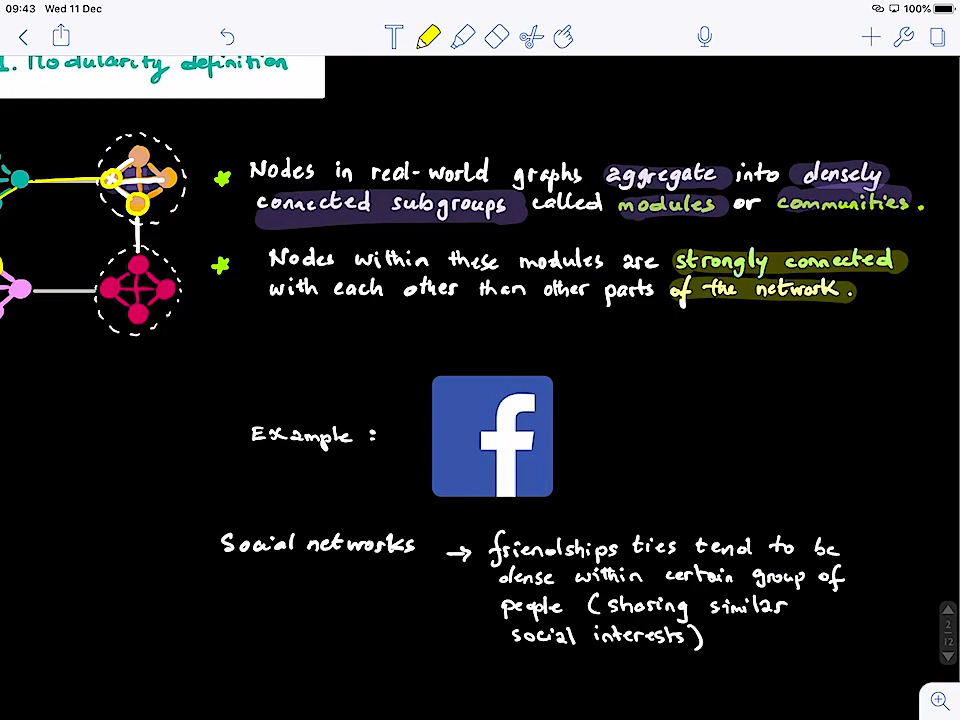 09:43 Wed 11 Dec
100%
1. Modularity definition
Nodes in real-world graphs aggregate into densely
connected subgroups called modules or communities.
Nodes within these modules are strongly connected
with each other than other parts of the network.
Example :
f
Social networks → friendships ties tend to be
dense within certain group of
people (sharing similar
social interests)
2
12